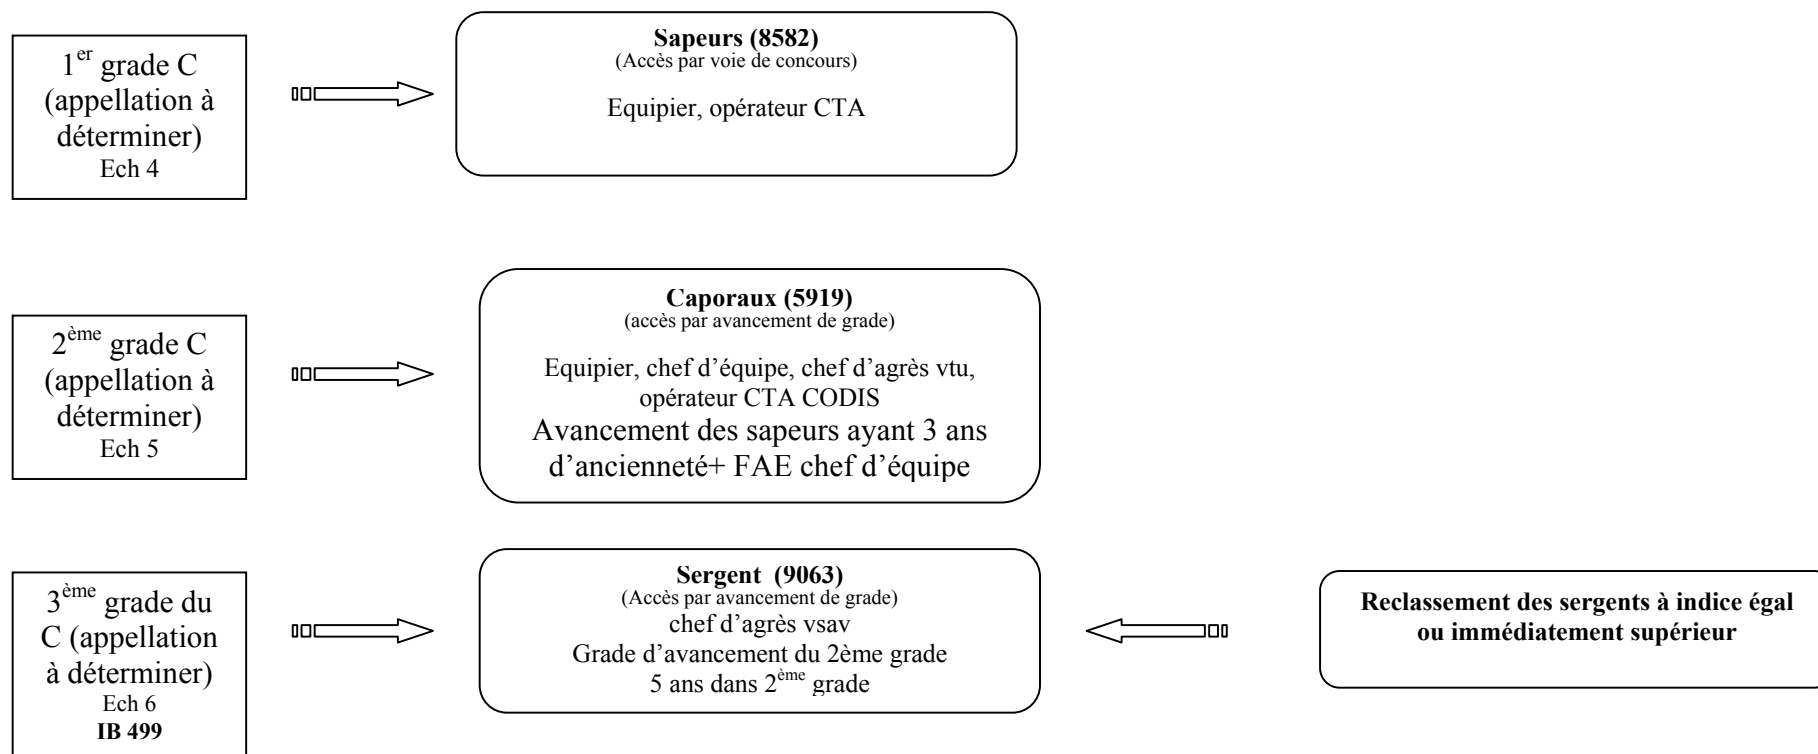 1er grade C
(appellation à
déterminer)
Ech 4
Sapeurs (8582)
(Accès par voie de concours)
Equipier, opérateur CTA
2ème grade C
(appellation à
déterminer)
Ech 5
Caporaux (5919)
(accès par avancement de grade)
Equipier, chef d’équipe, chef d’agrès vtu,
opérateur CTA CODIS
Avancement des sapeurs ayant 3 ans
d’ancienneté+ FAE chef d’équipe
3ème grade du
C (appellation
à déterminer)
Ech 6
IB 499
Sergent (9063)
(Accès par avancement de grade)
chef d’agrès vsav
Grade d’avancement du 2ème grade
5 ans dans 2ème grade
Reclassement des sergents à indice égal
ou immédiatement supérieur